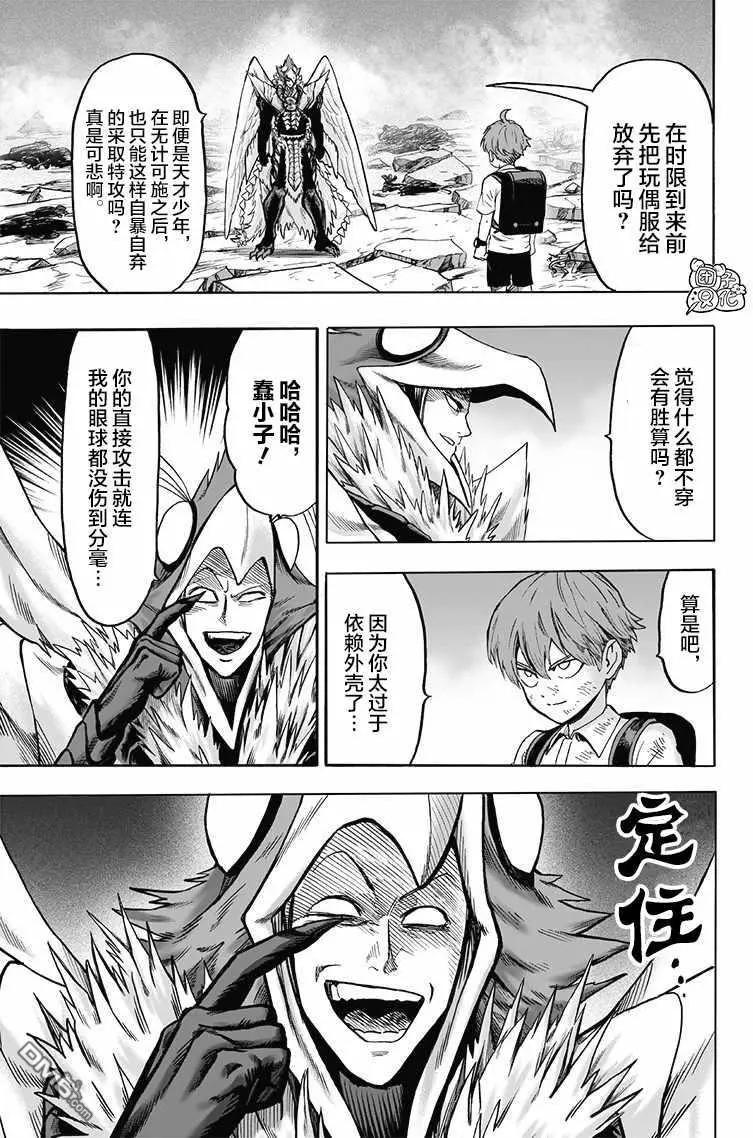 在时限到来前
先把玩偶服给
放弃了吗？
即便是天才少年，
在无计可施之后，
也只能这样自暴自弃
的采取特攻吗？
真是可悲啊。
觉得什么都不穿
会有胜算吗？
哈哈哈，
蠢小子！
你的直接攻击就连
我的眼球都没伤到分毫…
算是吧，
因为你太过于
依赖外壳了…
定住…